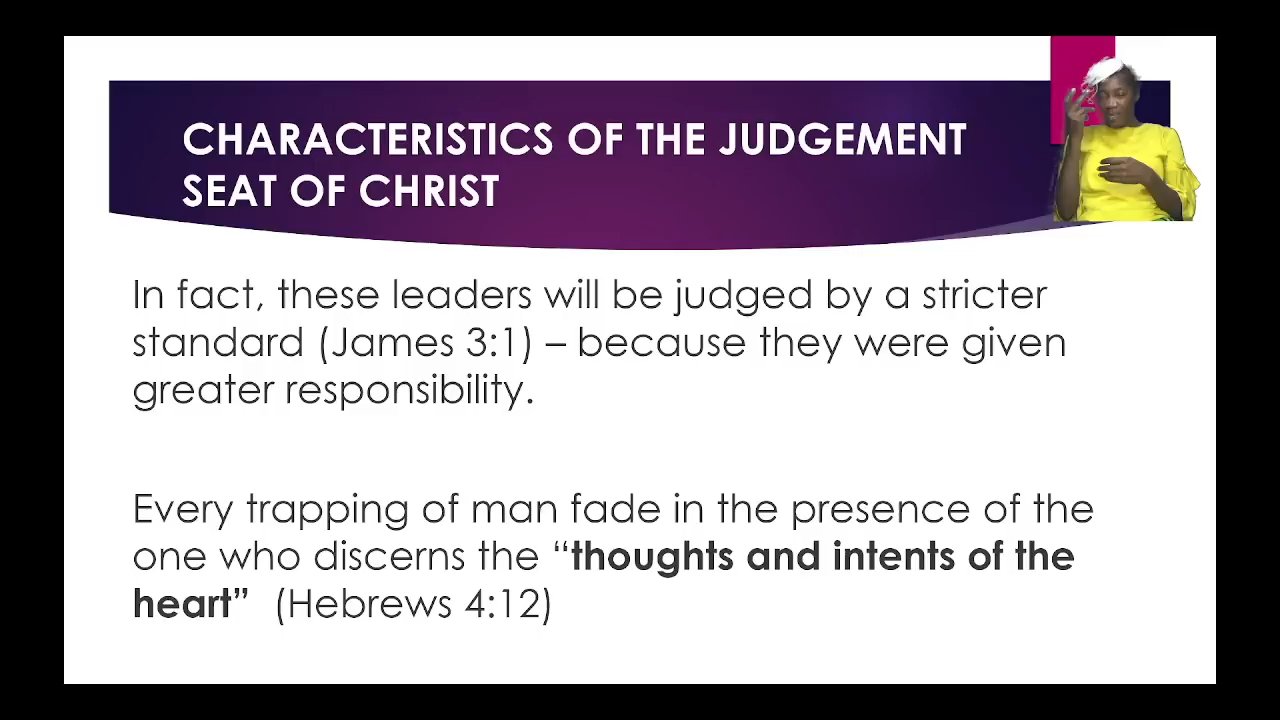 CHARACTERISTICS OF THE JUDGEMENT
SEAT OF CHRIST
In fact, these leaders will be judged by a stricter
standard (James 3:1) – because they were given
greater responsibility.
Every trapping of man fade in the presence of the
one who discerns the “thoughts and intents of the
heart”  (Hebrews 4:12)